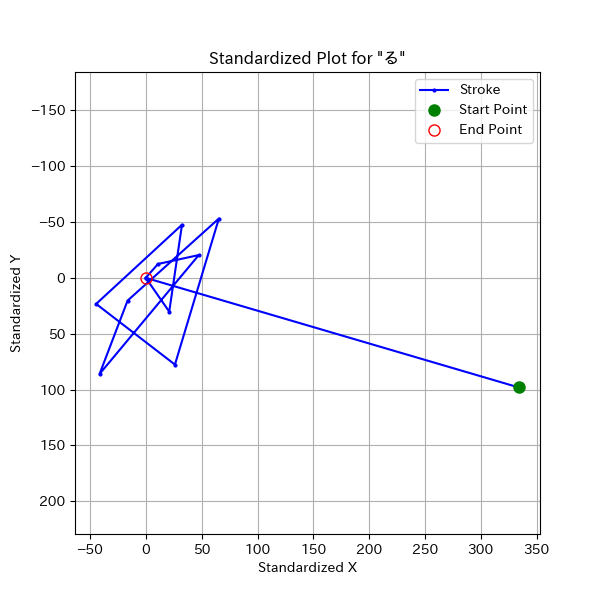 Standardized Plot for "る"
Stroke
Start Point
End Point
Standardized Y
−150
−100
−50
0
50
100
150
200
−50 0 50 100 150 200 250 300 350
Standardized X